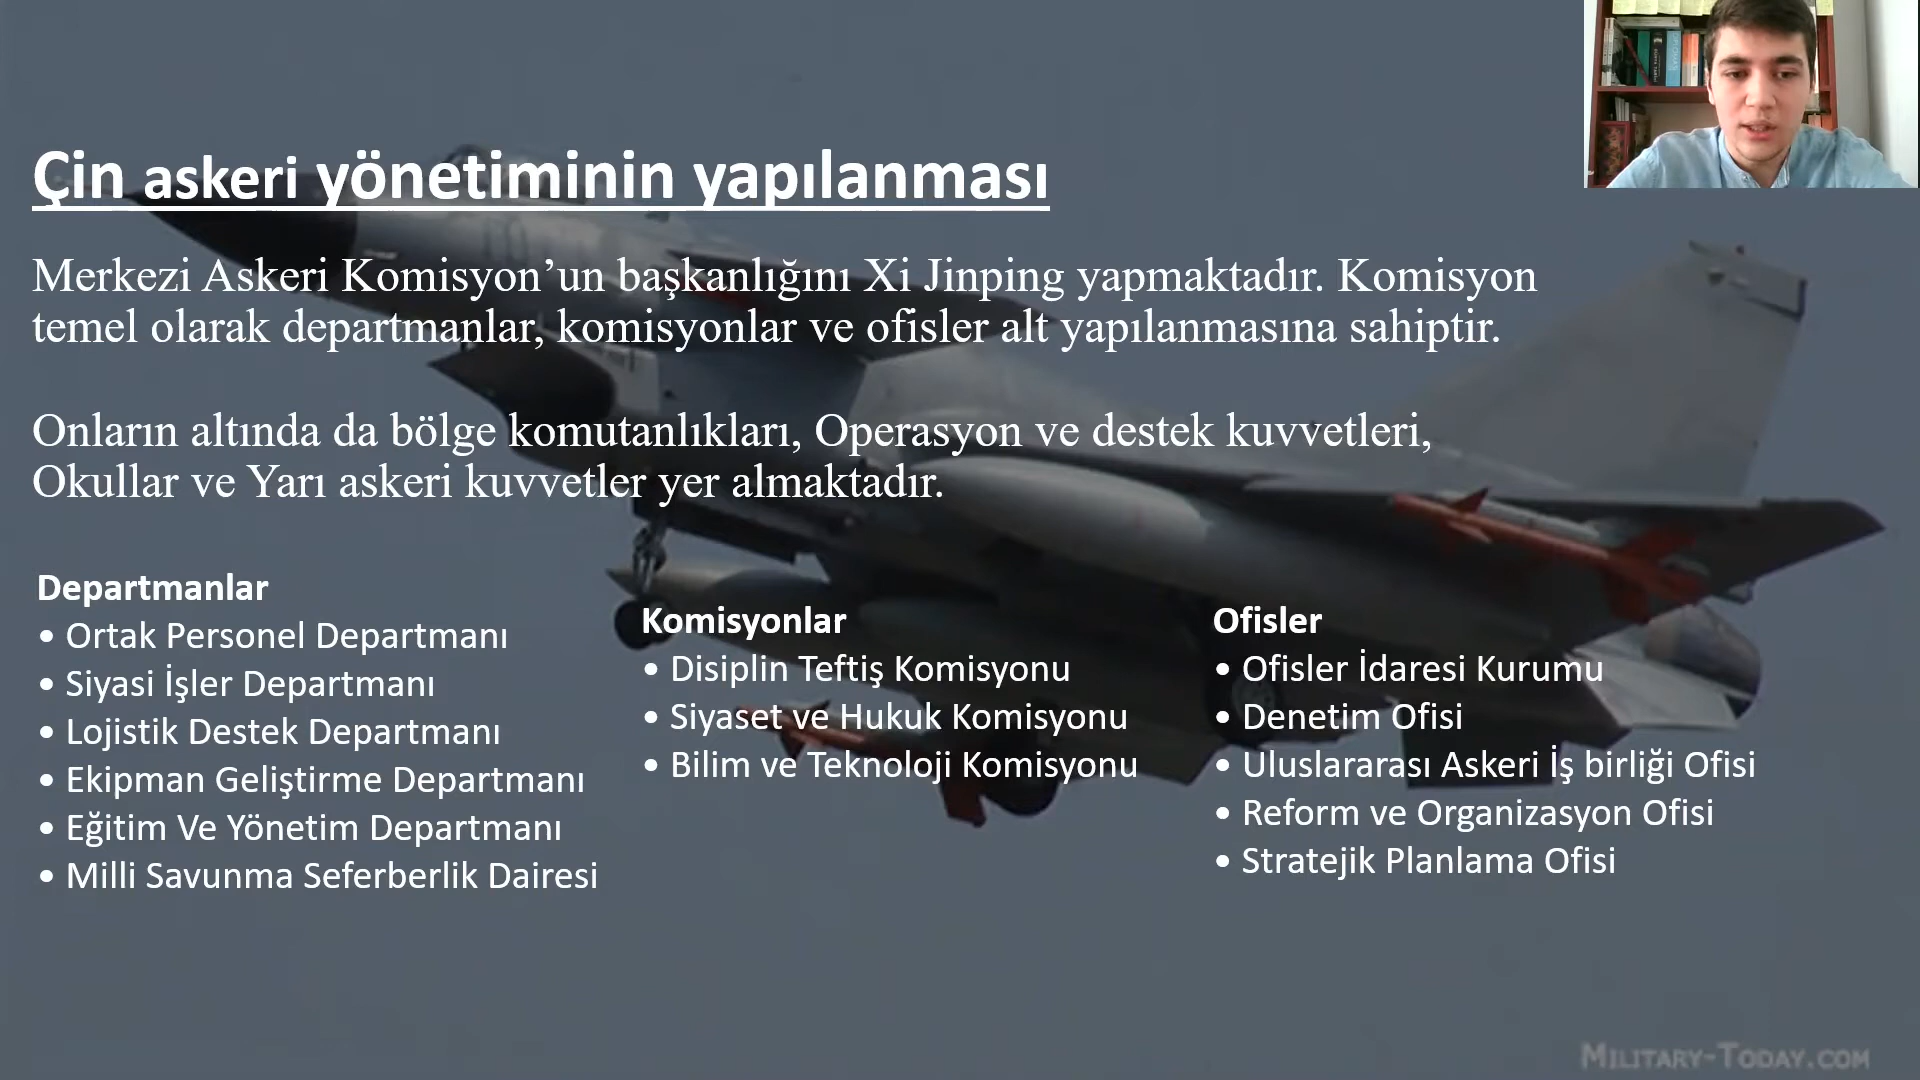 Çin askeri yönetiminin yapılanması
Merkezi Askeri Komisyon’un başkanlığını Xi Jinping yapmaktadır. Komisyon
temel olarak departmanlar, komisyonlar ve ofisler alt yapılanmasına sahiptir.
Onların altında da bölge komutanlıkları, Operasyon ve destek kuvvetleri,
Okullar ve Yarı askeri kuvvetler yer almaktadır.
Departmanlar
• Ortak Personel Departmanı
• Siyasi İşler Departmanı
• Lojistik Destek Departmanı
• Ekipman Geliştirme Departmanı
• Eğitim Ve Yönetim Departmanı
• Milli Savunma Seferberlik Dairesi
Komisyonlar
• Disiplin Teftiş Komisyonu
• Siyaset ve Hukuk Komisyonu
• Bilim ve Teknoloji Komisyonu
Ofisler
• Ofisler İdaresi Kurumu
• Denetim Ofisi
• Uluslararası Askeri İş birliği Ofisi
• Reform ve Organizasyon Ofisi
• Stratejik Planlama Ofisi
MILITARY-TODAY.COM